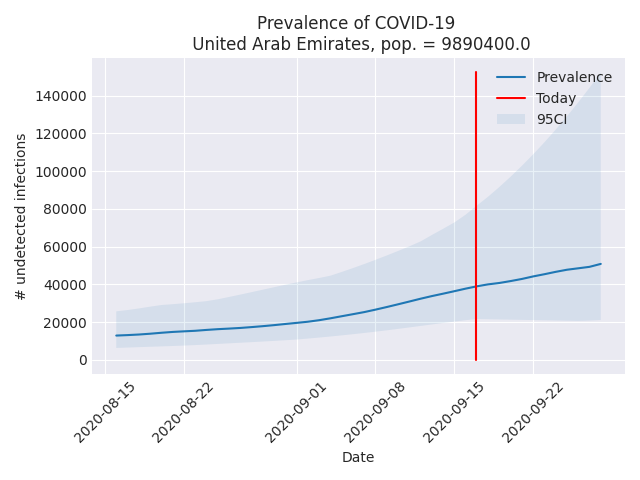 Prevalence of COVID-19
United Arab Emirates, pop. = 9890400.0
Prevalence
Today
95CI
140000
120000
100000
80000
60000
40000
20000
0
# undetected infections
2020-08-15
2020-08-22
2020-09-01
2020-09-08
2020-09-15
2020-09-22
Date